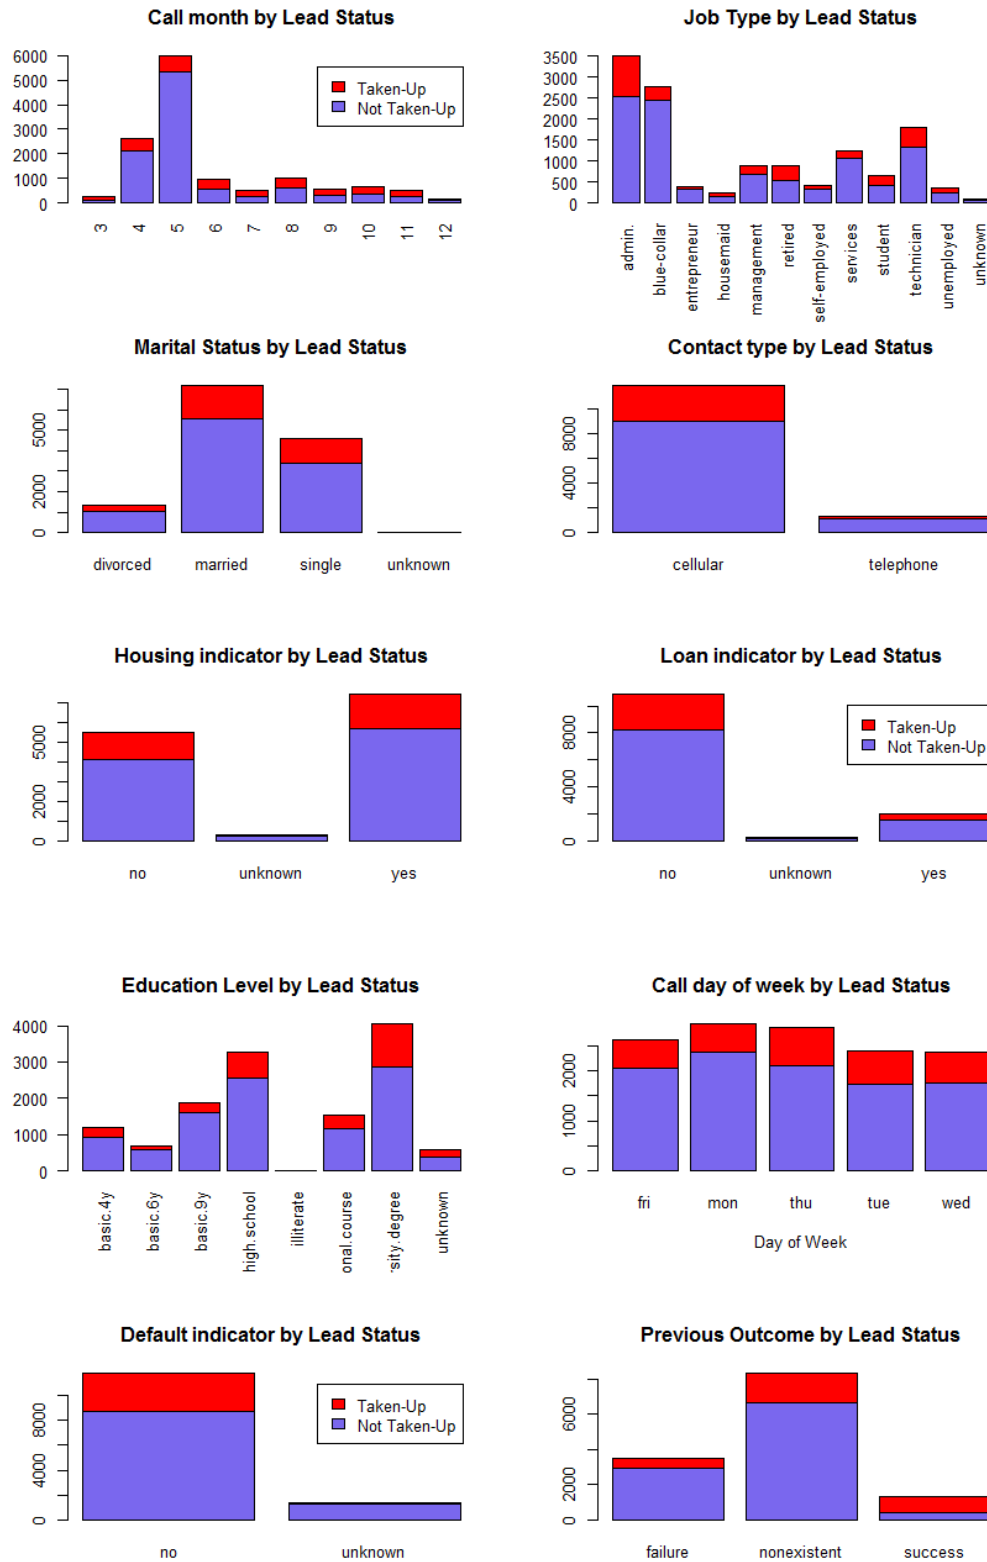 Call month by Lead Status
6000
5000
4000
3000
2000
1000
0
Taken-Up
Not Taken-Up
3 4 5 6 7 8 9 10 11 12
Job Type by Lead Status
3500
3000
2500
2000
1500
1000
500
0
admin.
blue-collar
entrepreneur
housemaid
management
retired
self-employed
services
student
technician
unemployed
unknown
Marital Status by Lead Status
5000
2000
0
divorced married single unknown
Contact type by Lead Status
8000
4000
0
cellular telephone
Housing indicator by Lead Status
5000
2000
0
no unknown yes
Loan indicator by Lead Status
8000
4000
0
Taken-Up
Not Taken-Up
no unknown yes
Education Level by Lead Status
4000
3000
2000
1000
0
basic.4y
basic.6y
basic.9y
high.school
illiterate
onal.course
rsity.degree
unknown
Call day of week by Lead Status
2000
1000
0
fri mon thu tue wed
Day of Week
Default indicator by Lead Status
8000
4000
0
Taken-Up
Not Taken-Up
no unknown
Previous Outcome by Lead Status
6000
2000
0
failure nonexistent success